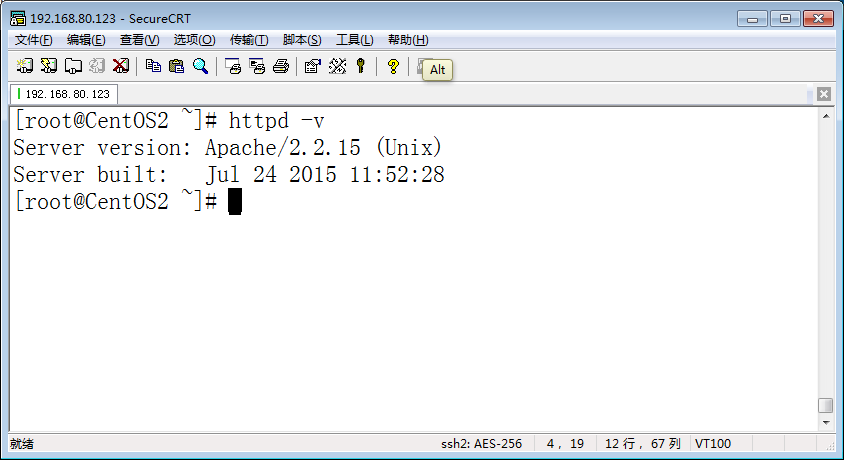 192.168.80.123 - SecureCRT
文件(F) 编辑(E) 查看(V) 选项(O) 传输(T) 脚本(S) 工具(L) 帮助(H)
Alt
192.168.80.123
[root@CentOS2 ~]# httpd -v
Server version: Apache/2.2.15 (Unix)
Server built:   Jul 24 2015 11:52:28
[root@CentOS2 ~]#
就绪 ssh2: AES-256 4, 19 12 行, 67 列 VT100